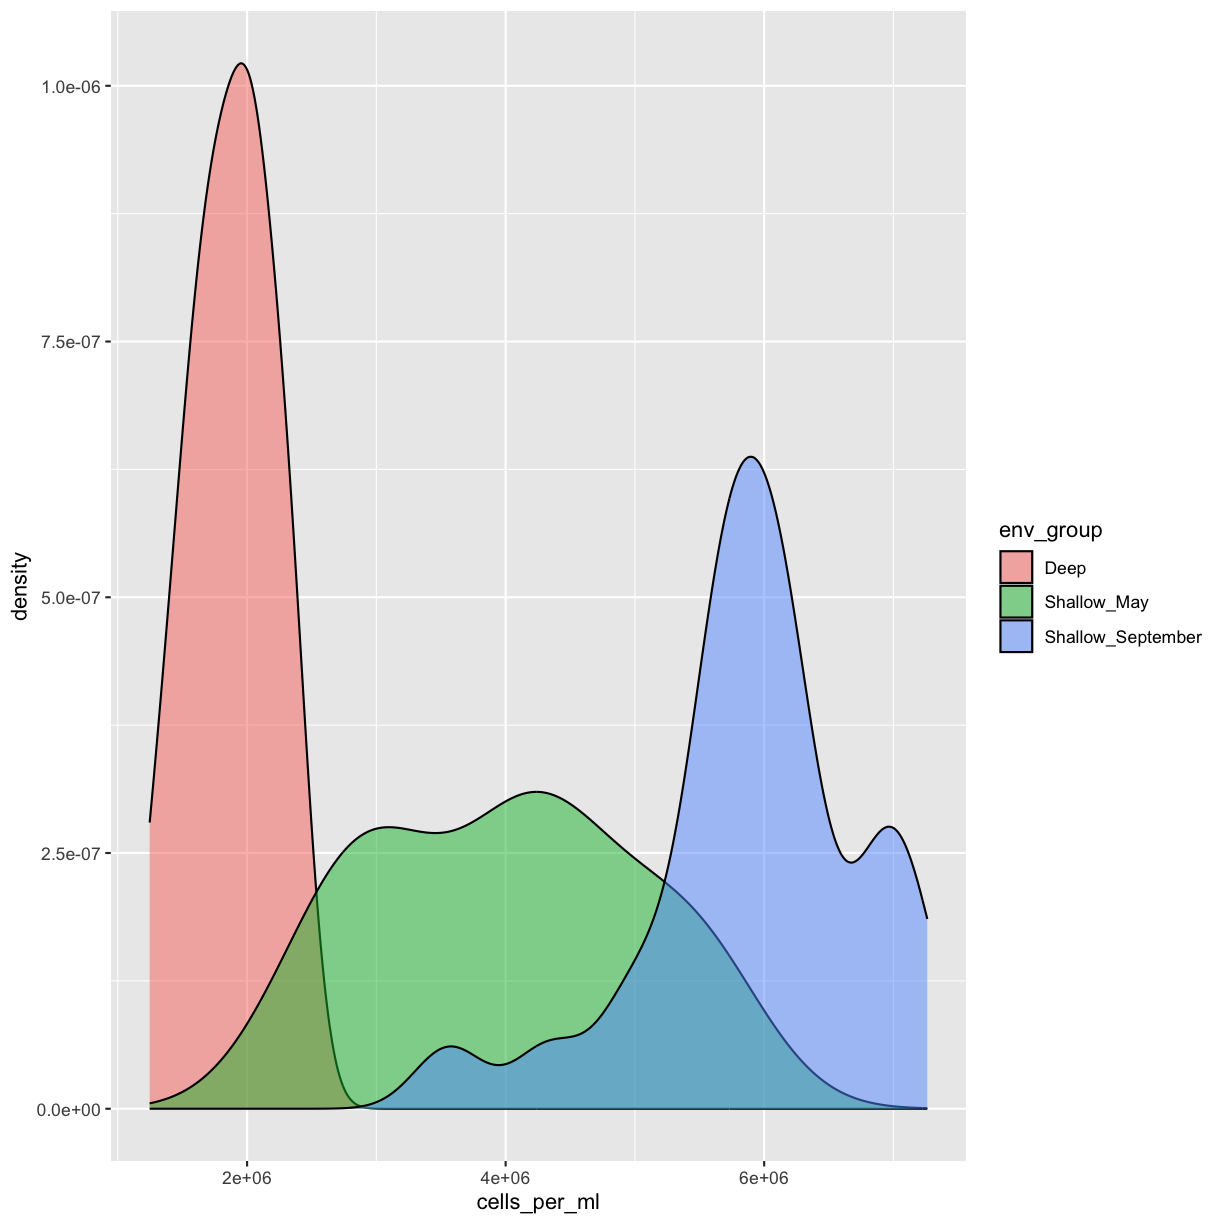 1.0e-06
7.5e-07
5.0e-07
2.5e-07
0.0e+00
density
2e+06
4e+06
6e+06
cells_per_ml
env_group
Deep
Shallow_May
Shallow_September